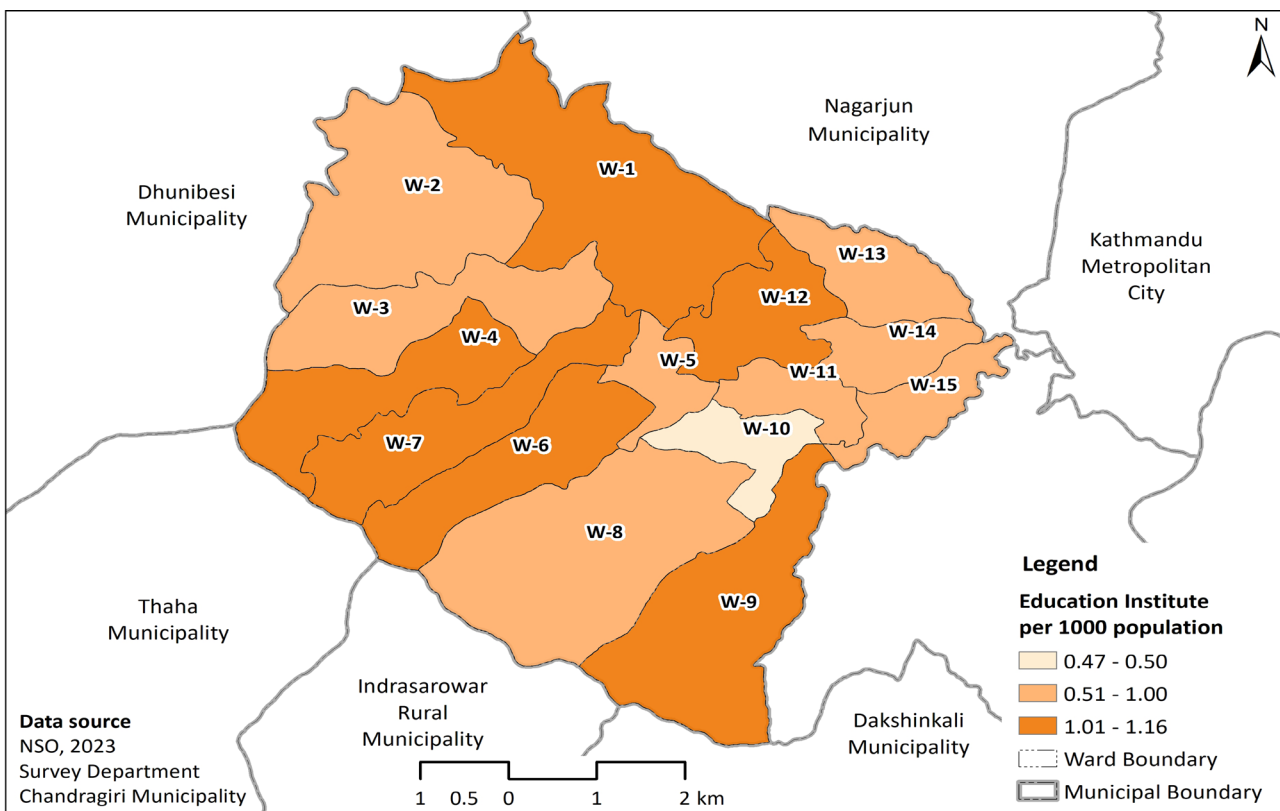 N
Nagarjun
Municipality
W-1
W-2
Dhunibesi
Municipality
Kathmandu
Metropolitan
City
W-13
W-12
W-3
W-14
W-4
W-5
W-11
W-15
W-10
W-7
W-6
W-8
W-9
Thaha
Municipality
Indrasarowar
Rural
Municipality
Dakshinkali
Municipality
Legend
Education Institute
per 1000 population
0.47 - 0.50
0.51 - 1.00
1.01 - 1.16
Ward Boundary
Municipal Boundary
Data source
NSO, 2023
Survey Department
Chandragiri Municipality
1 0.5 0 1 2 km